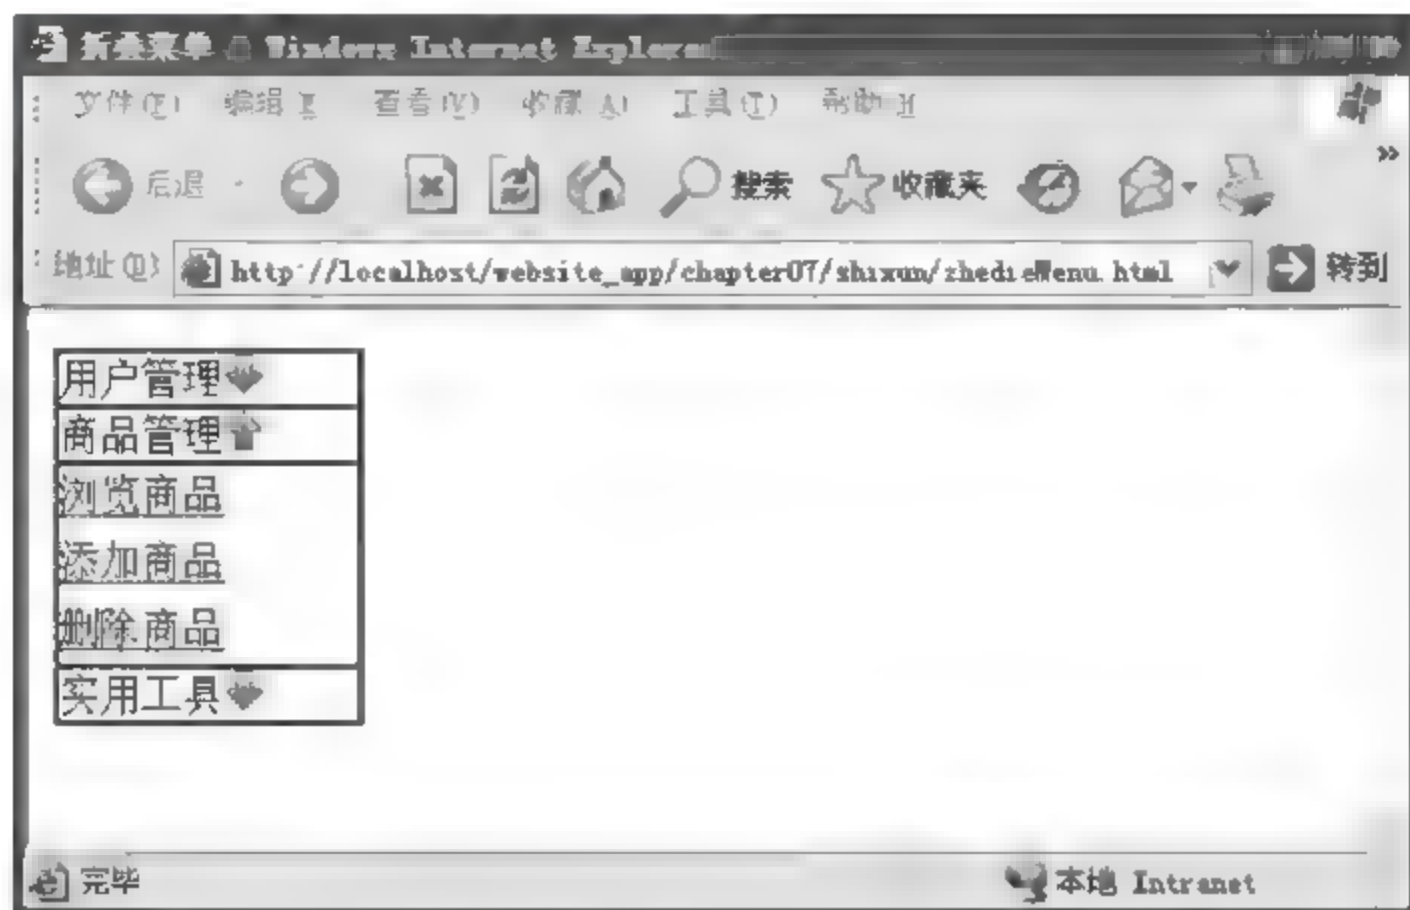 折叠菜单 Windows Internet Explorer
文件(F) 编辑 E 查看(V) 收藏(A) 工具(T) 帮助 H
后退 搜索 收藏夹 »
地址(D) http://localhost/website_app/chapter07/shixun/zhedieMenu.html 转到
用户管理
商品管理
浏览商品
添加商品
删除商品
实用工具
完毕 本地 Intranet